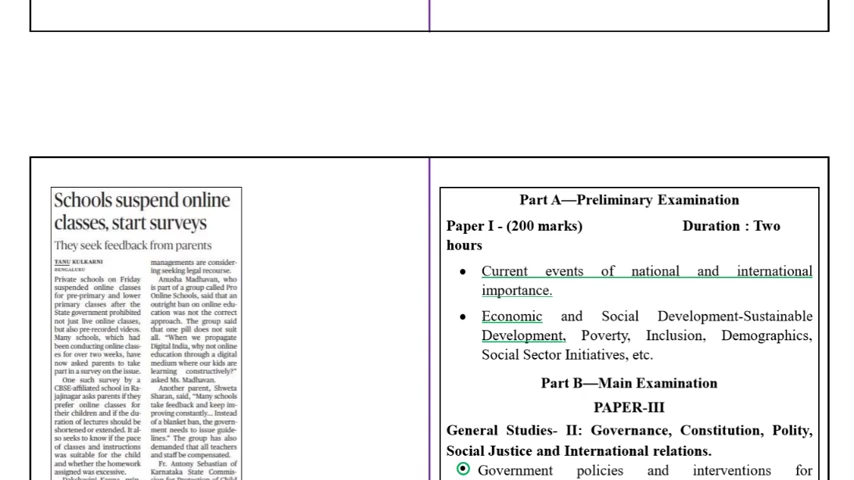 Schools suspend online
classes, start surveys
They seek feedback from parents
TANU KULKARNI
BENGALURU
Private schools on Friday
suspended online classes
for pre-primary and lower
primary classes after the
State government prohibited
not just live online classes,
but also pre-recorded videos.
Many schools, which had
been conducting online class-
es for over two weeks, have
now asked parents to take
part in a survey on the issue.
One such survey by a
CBSE-affiliated school in Ra-
jajinagar asks parents if they
prefer online classes for
their children and if the du-
ration of lectures should be
shortened or extended. It al-
so seeks to know if the pace
of classes and instructions
was suitable for the child
and whether the homework
assigned was excessive.
managements are consider-
ing seeking legal recourse.
Anusha Madhavan, who
is part of a group called Pro
Online Schools, said that an
outright ban on online edu-
cation was not the correct
approach. The group said
that one pill does not suit
all. "When we propagate
Digital India, why not online
education through a digital
medium where our kids are
learning constructively?"
asked Ms. Madhavan.
Another parent, Shweta
Sharan, said, "Many schools
take feedback and keep im-
proving constantly... Instead
of a blanket ban, the govern-
ment needs to issue guide-
lines." The group has also
demanded that all teachers
and staff be compensated.
Fr. Antony Sebastian of
Karnataka State Commis-
sion for Protection of Child
Part A—Preliminary Examination
Paper I - (200 marks) Duration : Two
hours
• Current events of national and international
importance.
• Economic and Social Development-Sustainable
Development, Poverty, Inclusion, Demographics,
Social Sector Initiatives, etc.
Part B—Main Examination
PAPER-III
General Studies- II: Governance, Constitution, Polity,
Social Justice and International relations.
Government policies and interventions for